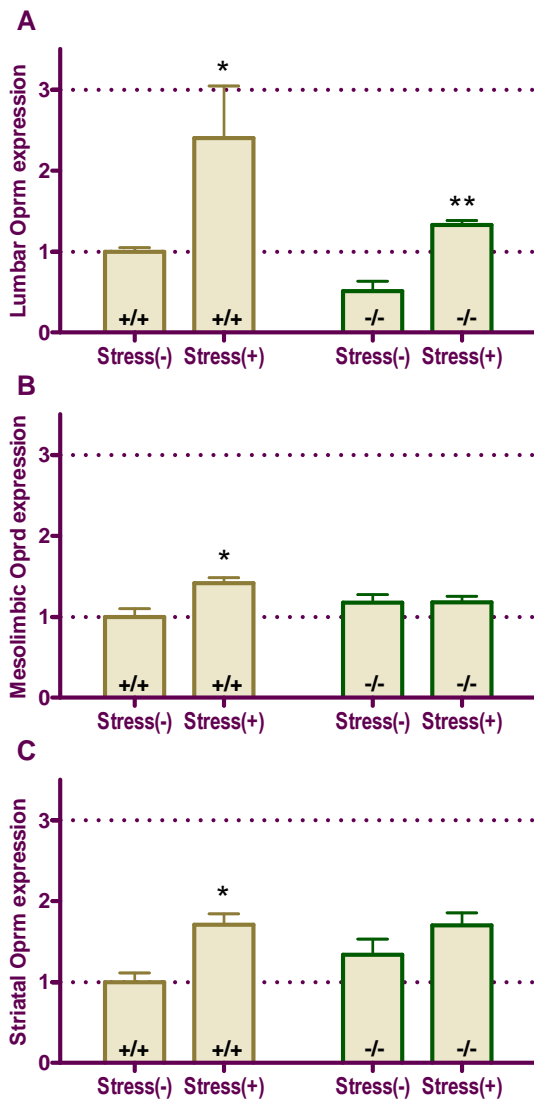 A
Lumbar Oprm expression
3
2
1
0
*
**
+/+
+/+
-/-
-/-
Stress(-)
Stress(+)
Stress(-)
Stress(+)
B
Mesolimbic Oprd expression
3
2
1
0
*
+/+
+/+
-/-
-/-
Stress(-)
Stress(+)
Stress(-)
Stress(+)
C
Striatal Oprm expression
3
2
1
0
*
+/+
+/+
-/-
-/-
Stress(-)
Stress(+)
Stress(-)
Stress(+)